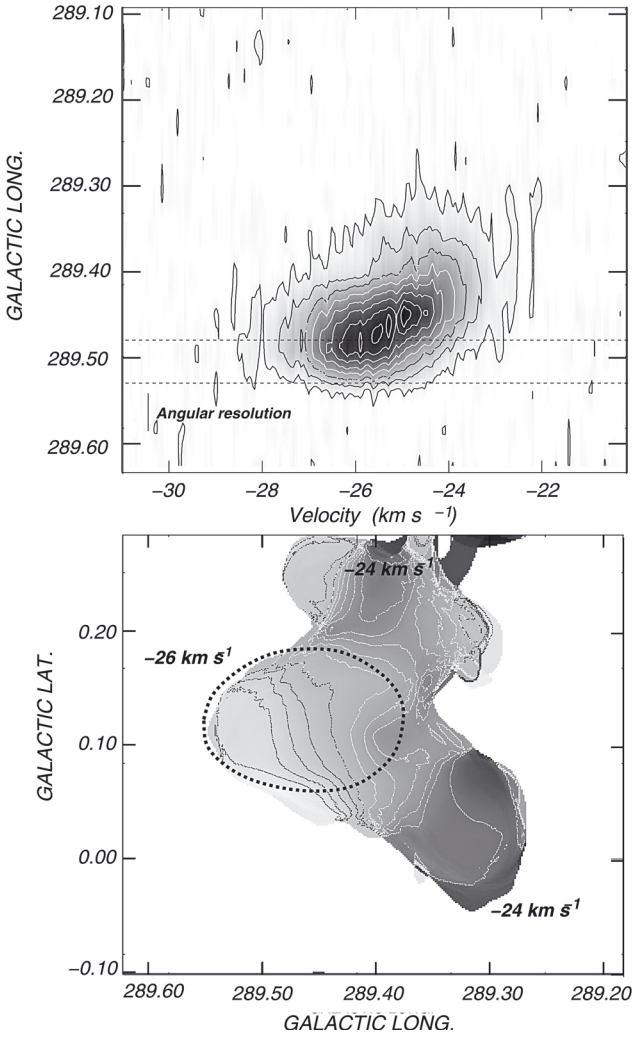 289.10
289.20
289.30
289.40
289.50
289.60
GALACTIC LONG.
Angular resolution
−30
−28
−26
−24
−22
Velocity (km s −1)
−24 km s−1
−26 km s−1
−24 km s−1
0.20
0.10
0.00
−0.10
GALACTIC LAT.
289.60
289.50
289.40
289.30
289.20
GALACTIC LONG.